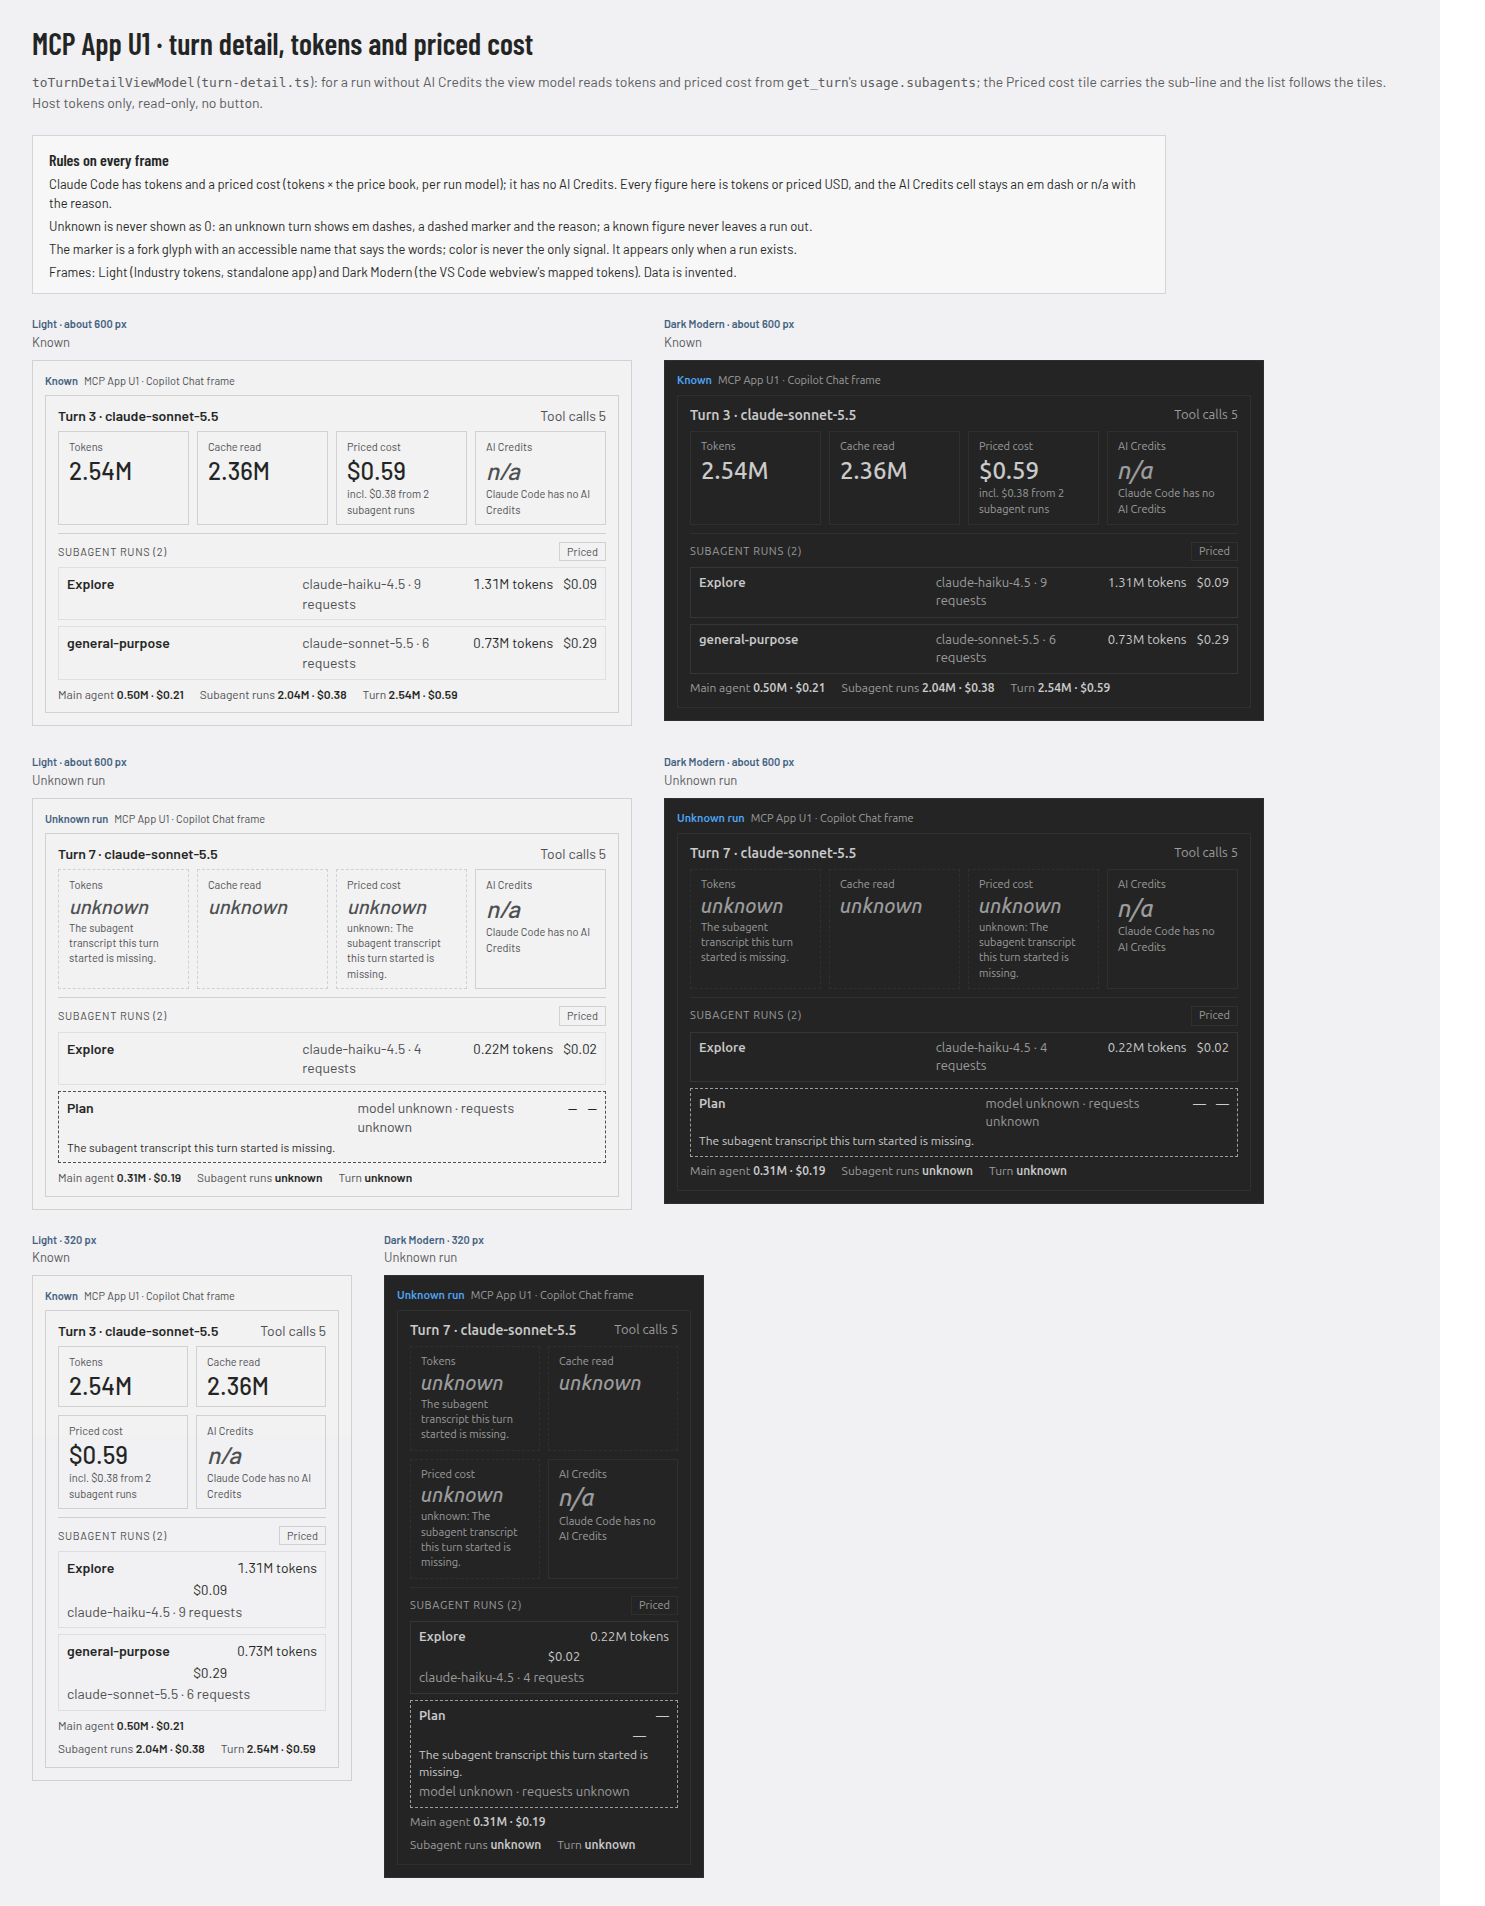 MCP App U1 · turn detail, tokens and priced cost
toTurnDetailViewModel(turn-detail.ts): for a run without AI Credits the view model reads tokens and priced cost from get_turn's usage.subagents; the Priced cost tile carries the sub-line and the list follows the tiles.
Host tokens only, read-only, no button.
Rules on every frame
Claude Code has tokens and a priced cost (tokens × the price book, per run model); it has no AI Credits. Every figure here is tokens or priced USD, and the AI Credits cell stays an em dash or n/a with
the reason.
Unknown is never shown as 0: an unknown turn shows em dashes, a dashed marker and the reason; a known figure never leaves a run out.
The marker is a fork glyph with an accessible name that says the words; color is never the only signal. It appears only when a run exists.
Frames: Light (Industry tokens, standalone app) and Dark Modern (the VS Code webview's mapped tokens). Data is invented.
Light · about 600 px
Known
Known MCP App U1 · Copilot Chat frame
Turn 3 · claude-sonnet-5.5 Tool calls 5
Tokens Cache read Priced cost AI Credits
2.54M 2.36M $0.59 n/a
incl. $0.38 from 2 Claude Code has no AI
subagent runs Credits
SUBAGENT RUNS (2) Priced
Explore claude-haiku-4.5 · 9 1.31M tokens $0.09
requests
general-purpose claude-sonnet-5.5 · 6 0.73M tokens $0.29
requests
Main agent 0.50M · $0.21 Subagent runs 2.04M · $0.38 Turn 2.54M · $0.59
Dark Modern · about 600 px
Known
Known MCP App U1 · Copilot Chat frame
Turn 3 · claude-sonnet-5.5 Tool calls 5
Tokens Cache read Priced cost AI Credits
2.54M 2.36M $0.59 n/a
incl. $0.38 from 2 Claude Code has no
subagent runs AI Credits
SUBAGENT RUNS (2) Priced
Explore claude-haiku-4.5 · 9 1.31M tokens $0.09
requests
general-purpose claude-sonnet-5.5 · 6 0.73M tokens $0.29
requests
Main agent 0.50M · $0.21 Subagent runs 2.04M · $0.38 Turn 2.54M · $0.59
Light · about 600 px
Unknown run
Unknown run MCP App U1 · Copilot Chat frame
Turn 7 · claude-sonnet-5.5 Tool calls 5
Tokens Cache read Priced cost AI Credits
unknown unknown unknown n/a
The subagent unknown: The Claude Code has no AI
transcript this turn subagent transcript Credits
started is missing. this turn started is
missing.
SUBAGENT RUNS (2) Priced
Explore claude-haiku-4.5 · 4 0.22M tokens $0.02
requests
Plan model unknown · requests — —
unknown
The subagent transcript this turn started is missing.
Main agent 0.31M · $0.19 Subagent runs unknown Turn unknown
Dark Modern · about 600 px
Unknown run
Unknown run MCP App U1 · Copilot Chat frame
Turn 7 · claude-sonnet-5.5 Tool calls 5
Tokens Cache read Priced cost AI Credits
unknown unknown unknown n/a
The subagent unknown: The Claude Code has no
transcript this turn subagent transcript AI Credits
started is missing. this turn started is
missing.
SUBAGENT RUNS (2) Priced
Explore claude-haiku-4.5 · 4 0.22M tokens $0.02
requests
Plan model unknown · requests — —
unknown
The subagent transcript this turn started is missing.
Main agent 0.31M · $0.19 Subagent runs unknown Turn unknown
Light · 320 px
Known
Known MCP App U1 · Copilot Chat frame
Turn 3 · claude-sonnet-5.5 Tool calls 5
Tokens Cache read
2.54M 2.36M
Priced cost AI Credits
$0.59 n/a
incl. $0.38 from 2 Claude Code has no AI
subagent runs Credits
SUBAGENT RUNS (2) Priced
Explore 1.31M tokens
$0.09
claude-haiku-4.5 · 9 requests
general-purpose 0.73M tokens
$0.29
claude-sonnet-5.5 · 6 requests
Main agent 0.50M · $0.21
Subagent runs 2.04M · $0.38 Turn 2.54M · $0.59
Dark Modern · 320 px
Unknown run
Unknown run MCP App U1 · Copilot Chat frame
Turn 7 · claude-sonnet-5.5 Tool calls 5
Tokens Cache read
unknown unknown
The subagent
transcript this turn
started is missing.
Priced cost AI Credits
unknown n/a
unknown: The Claude Code has no
subagent transcript AI Credits
this turn started is
missing.
SUBAGENT RUNS (2) Priced
Explore 0.22M tokens
$0.02
claude-haiku-4.5 · 4 requests
Plan —
—
The subagent transcript this turn started is
missing.
model unknown · requests unknown
Main agent 0.31M · $0.19
Subagent runs unknown Turn unknown